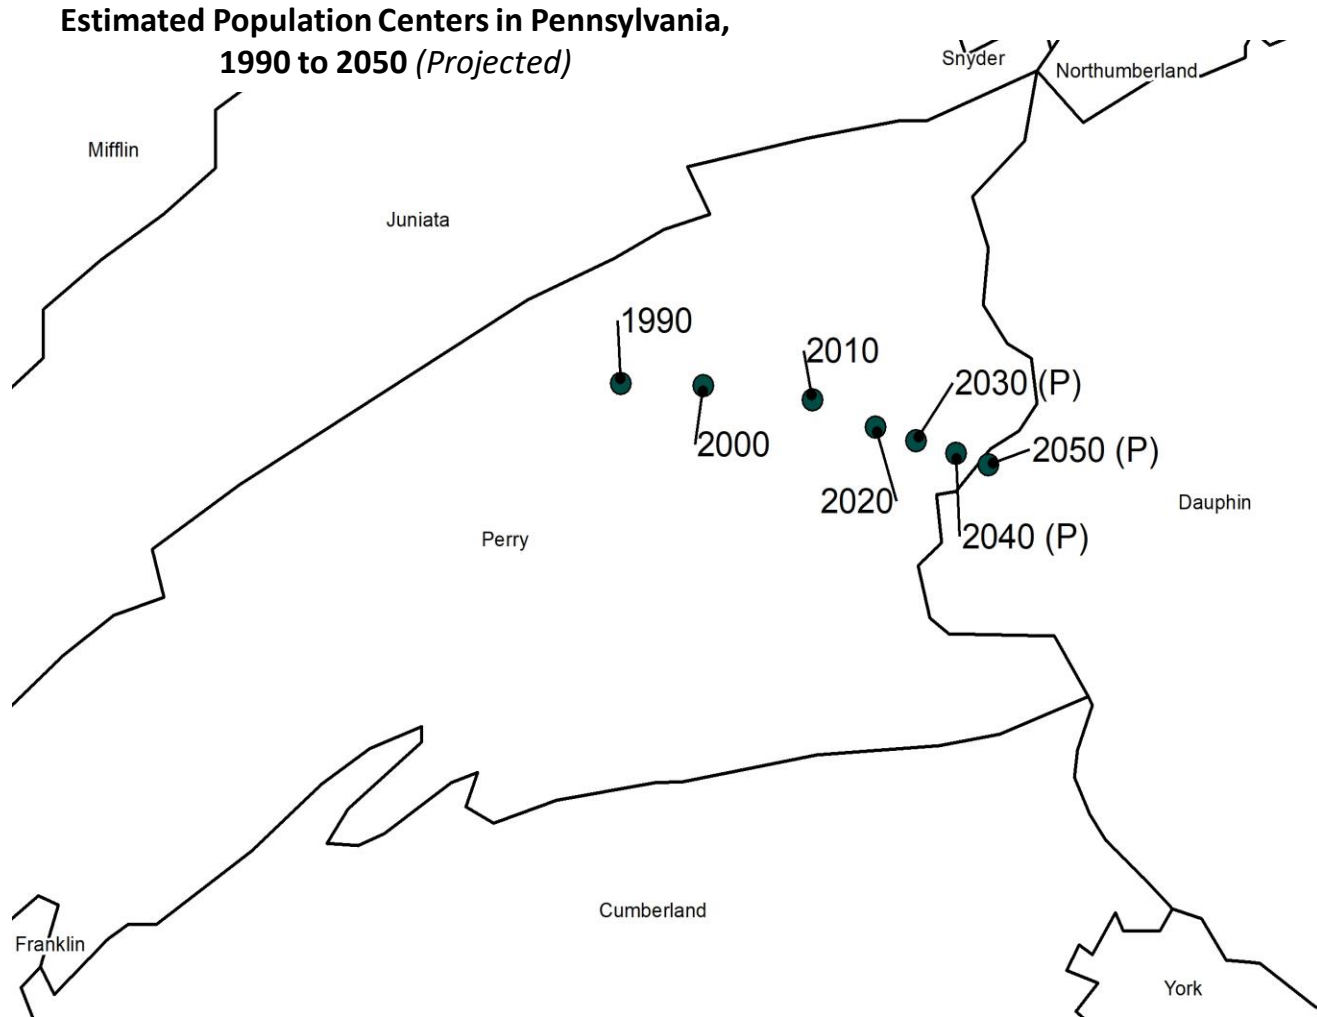 Estimated Population Centers in Pennsylvania,
1990 to 2050 (Projected)
Snyder
Northumberland
Mifflin
Juniata
1990
2010
2030 (P)
2000
2050 (P)
2020
Dauphin
2040 (P)
Perry
Cumberland
Franklin
York